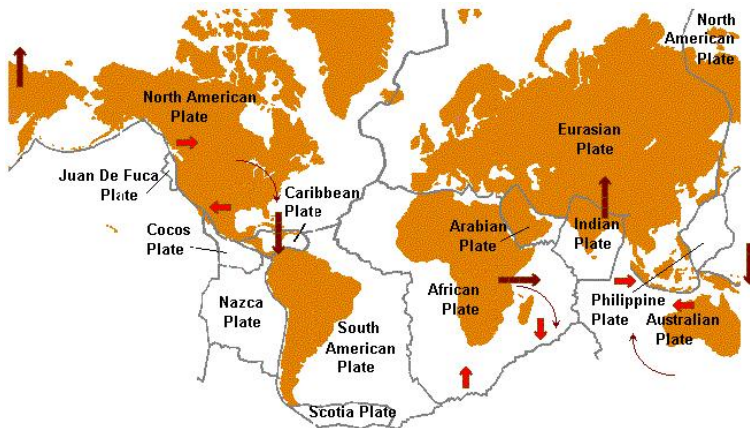 North
American
Plate
North American
Plate
Eurasian
Plate
Juan De Fuca
Plate
Caribbean
Plate
Cocos
Plate
Arabian
Plate
Indian
Plate
African
Plate
Nazca
Plate
Philippine
Plate
Australian
Plate
South
American
Plate
Scotia Plate